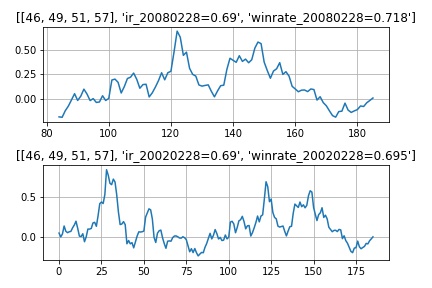 [[46, 49, 51, 57], 'ir_20080228=0.69', 'winrate_20080228=0.718']
0.50
0.25
0.00
80 100 120 140 160 180
[[46, 49, 51, 57], 'ir_20020228=0.69', 'winrate_20020228=0.695']
0.5
0.0
0 25 50 75 100 125 150 175